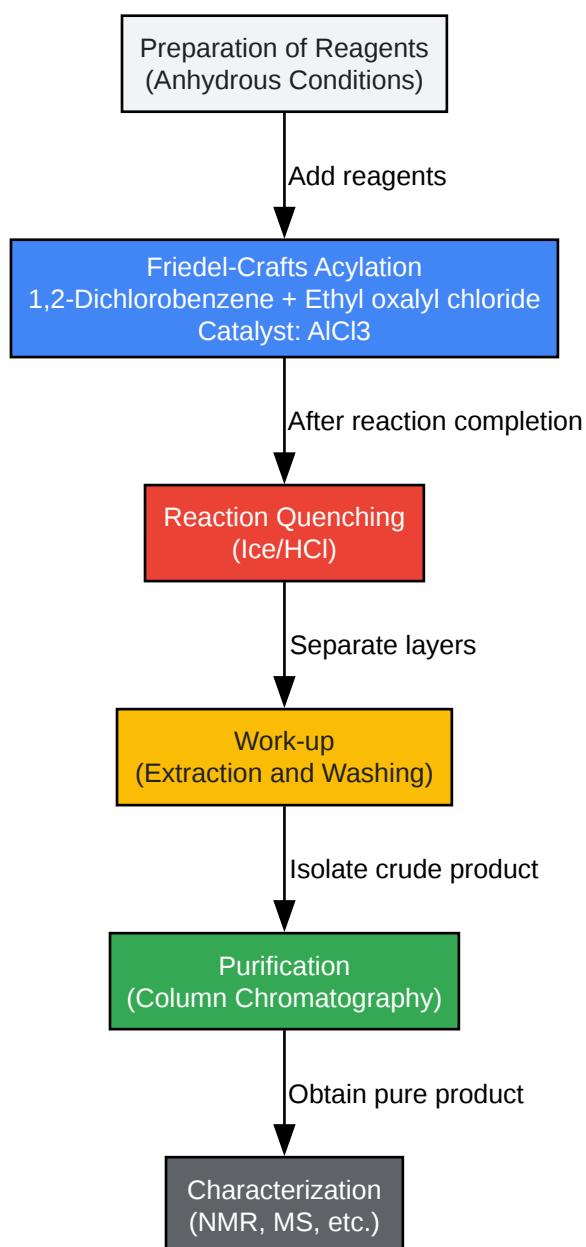 Preparation of Reagents
(Anhydrous Conditions)
Add reagents
Friedel-Crafts Acylation
1,2-Dichlorobenzene + Ethyl oxalyl chloride
Catalyst: AlCl3
After reaction completion
Reaction Quenching
(Ice/HCl)
Separate layers
Work-up
(Extraction and Washing)
Isolate crude product
Purification
(Column Chromatography)
Obtain pure product
Characterization
(NMR, MS, etc.)